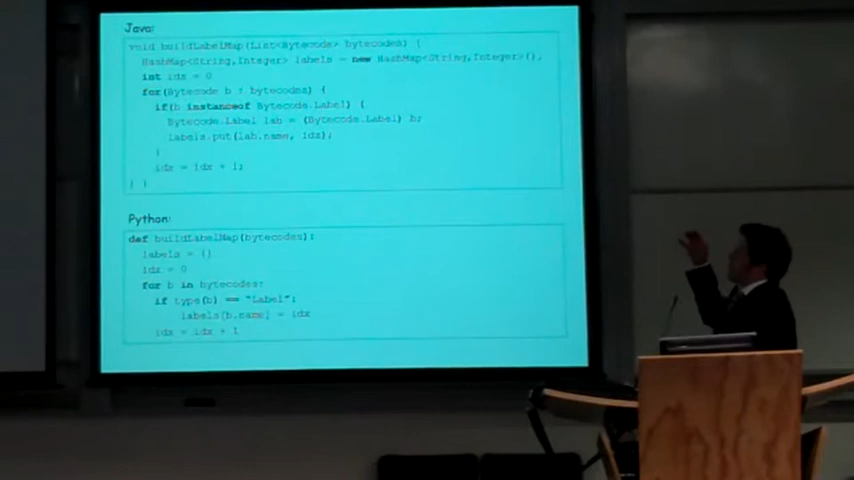 Java:
void buildLabelMap(List<Bytecode> bytecodes) {
HashMap<String,Integer> labels = new HashMap<String,Integer>();
int idx = 0
for(Bytecode b : bytecodes) {
if(b instanceof Bytecode.Label) {
Bytecode.Label lab = (Bytecode.Label) b;
labels.put(lab.name, idx);
}
idx = idx + 1;
} }
Python:
def buildLabelMap(bytecodes):
labels = {}
idx = 0
for b in bytecodes:
if type(b) == "Label":
labels[b.name] = idx
idx = idx + 1